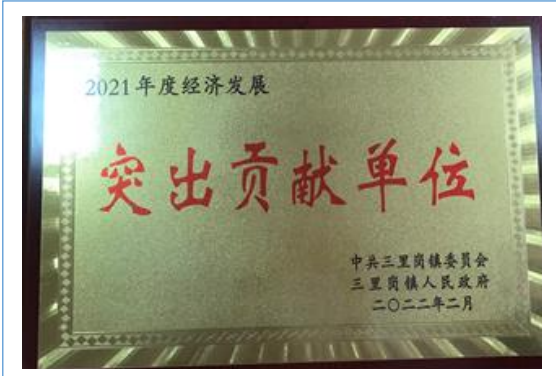 2021年度经济发展
突出贡献单位
中共三里岗镇委员会
三里岗镇人民政府
二〇二二年二月